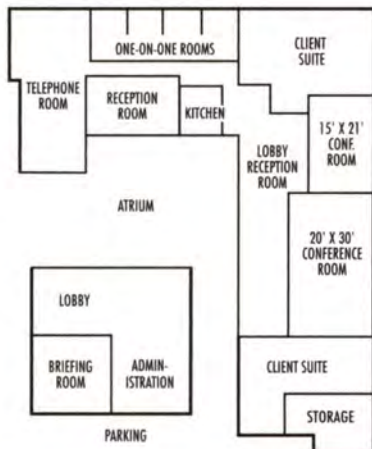 ONE-ON-ONE ROOMS
CLIENT
SUITE
TELEPHONE
ROOM
RECEPTION
ROOM
KITCHEN
15' X 21'
CONF.
ROOM
LOBBY
RECEPTION
ROOM
ATRIUM
20' X 30'
CONFERENCE
ROOM
LOBBY
BRIEFING
ROOM
ADMIN-
ISTRATION
CLIENT SUITE
STORAGE
PARKING